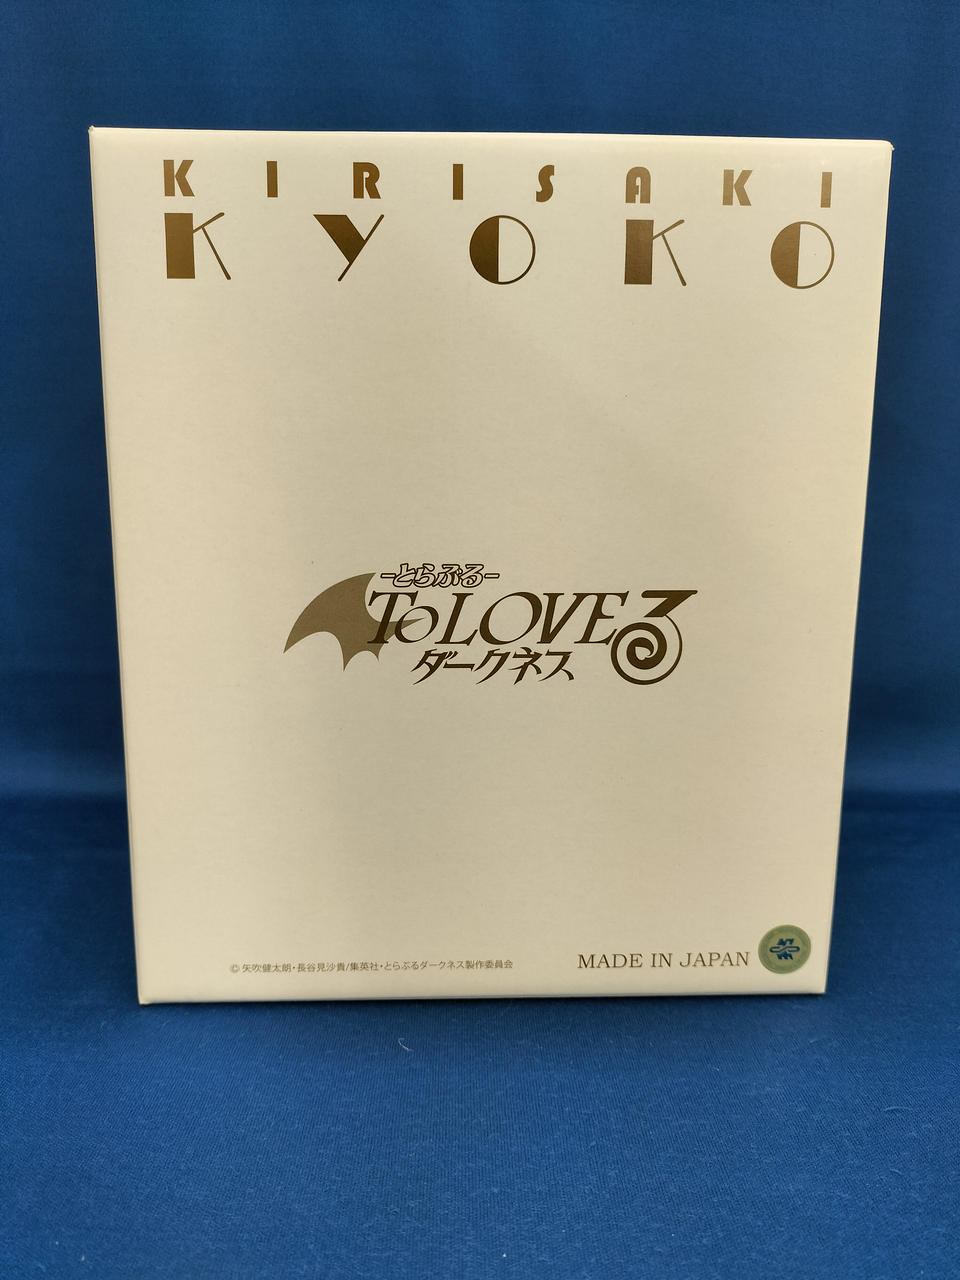 KIRISAKI
KYOKO
-とらぶる-
To LOVEる
ダークネス
© 矢吹健太朗・長谷見沙貴/集英社・とらぶるダークネス製作委員会
MADE IN JAPAN